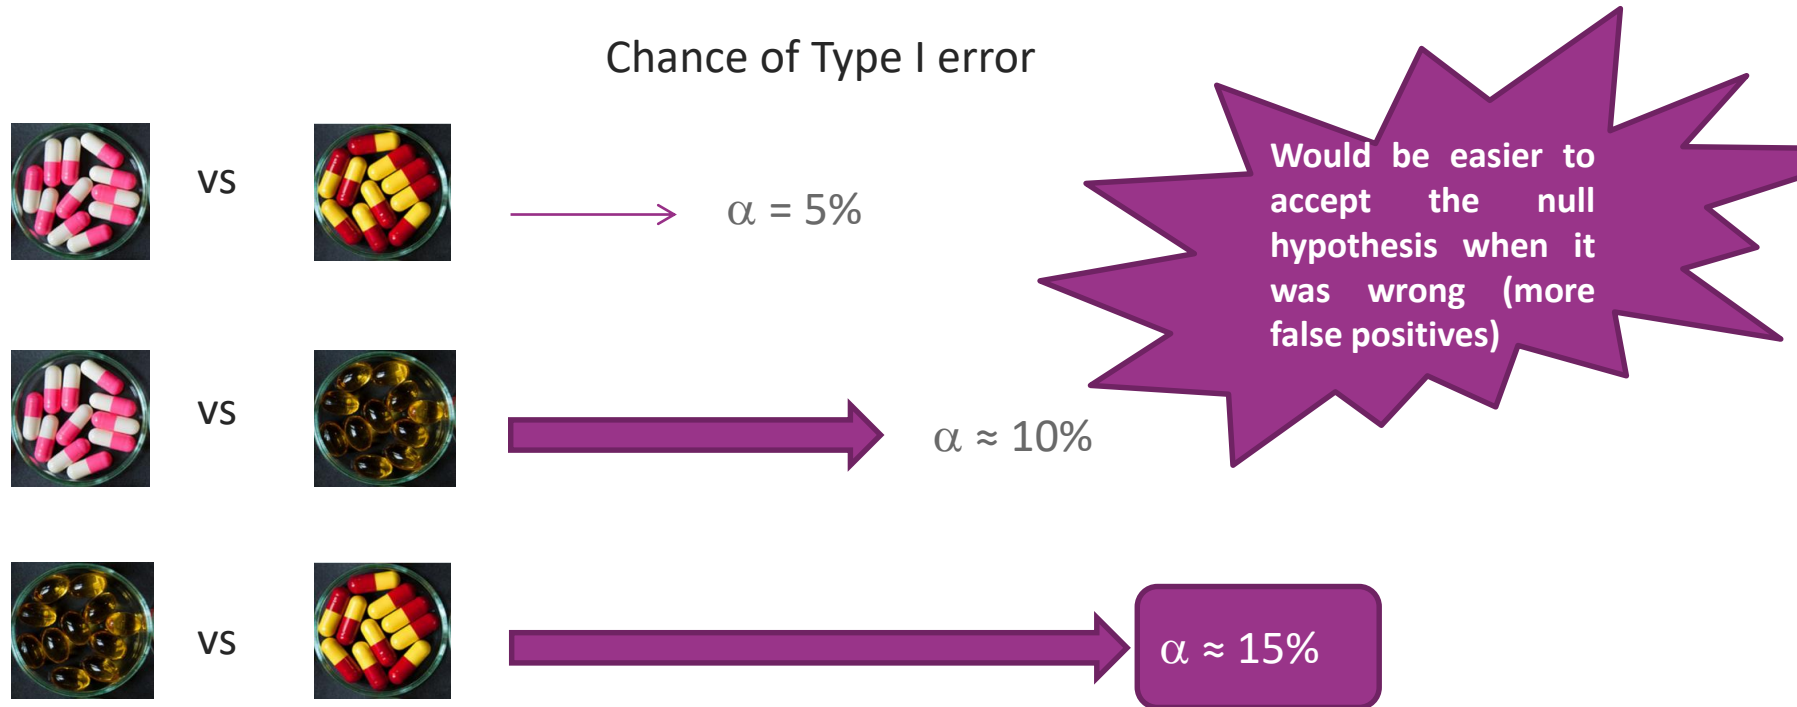 Chance of Type I error
vs
α = 5%
Would be easier to
accept the null
hypothesis when it
was wrong (more
false positives)
vs
α ≈ 10%
vs
α ≈ 15%